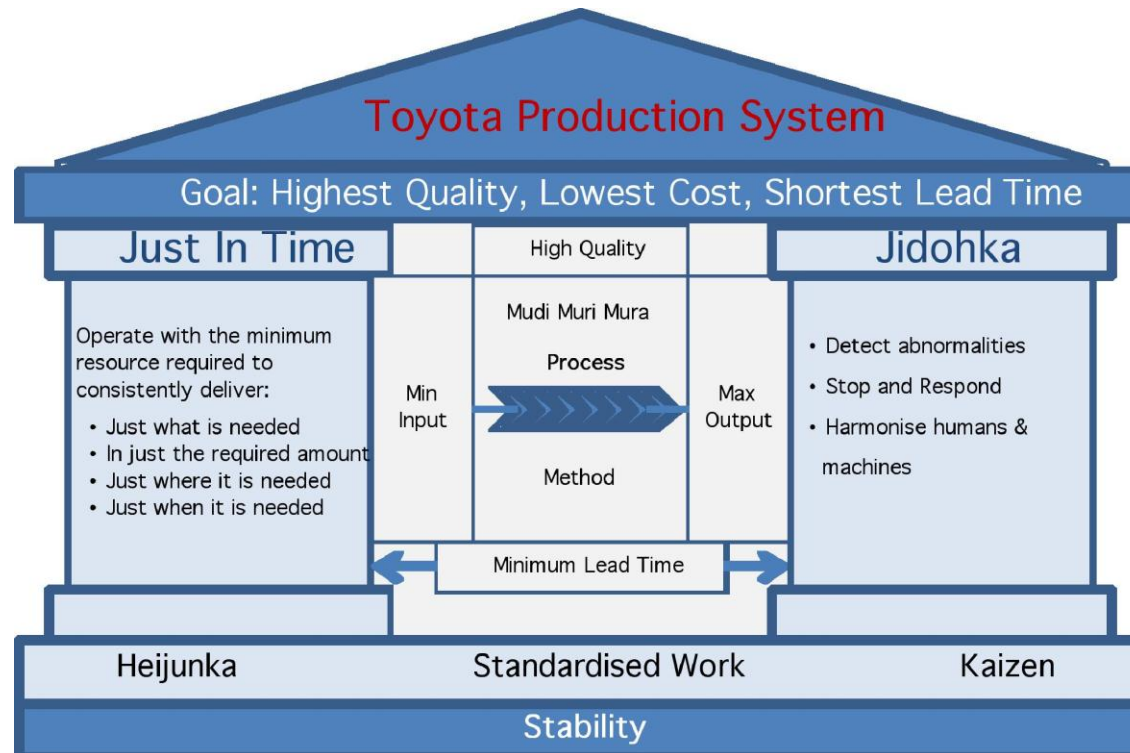 Toyota Production System
Goal: Highest Quality, Lowest Cost, Shortest Lead Time
Just In Time
Operate with the minimum
resource required to
consistently deliver:
• Just what is needed
• In just the required amount
• Just where it is needed
• Just when it is needed
High Quality
Mudi Muri Mura
Process
Min
Input
Max
Output
Method
Minimum Lead Time
Jidohka
• Detect abnormalities
• Stop and Respond
• Harmonise humans &
machines
Heijunka
Standardised Work
Kaizen
Stability